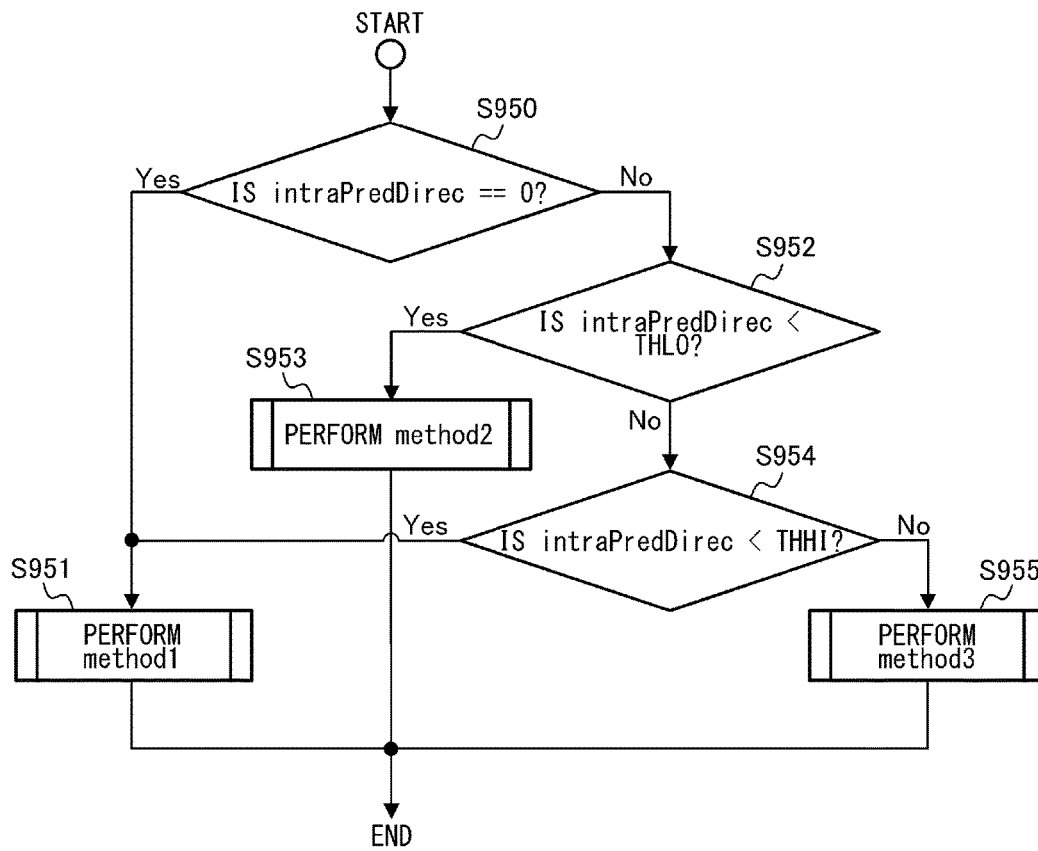 START
S950
Yes
No
IS intraPredDirec == 0?
S952
Yes
IS intraPredDirec <
THLO?
S953
No
PERFORM method2
S954
Yes
No
IS intraPredDirec < THHI?
S951
S955
PERFORM
method1
PERFORM
method3
END